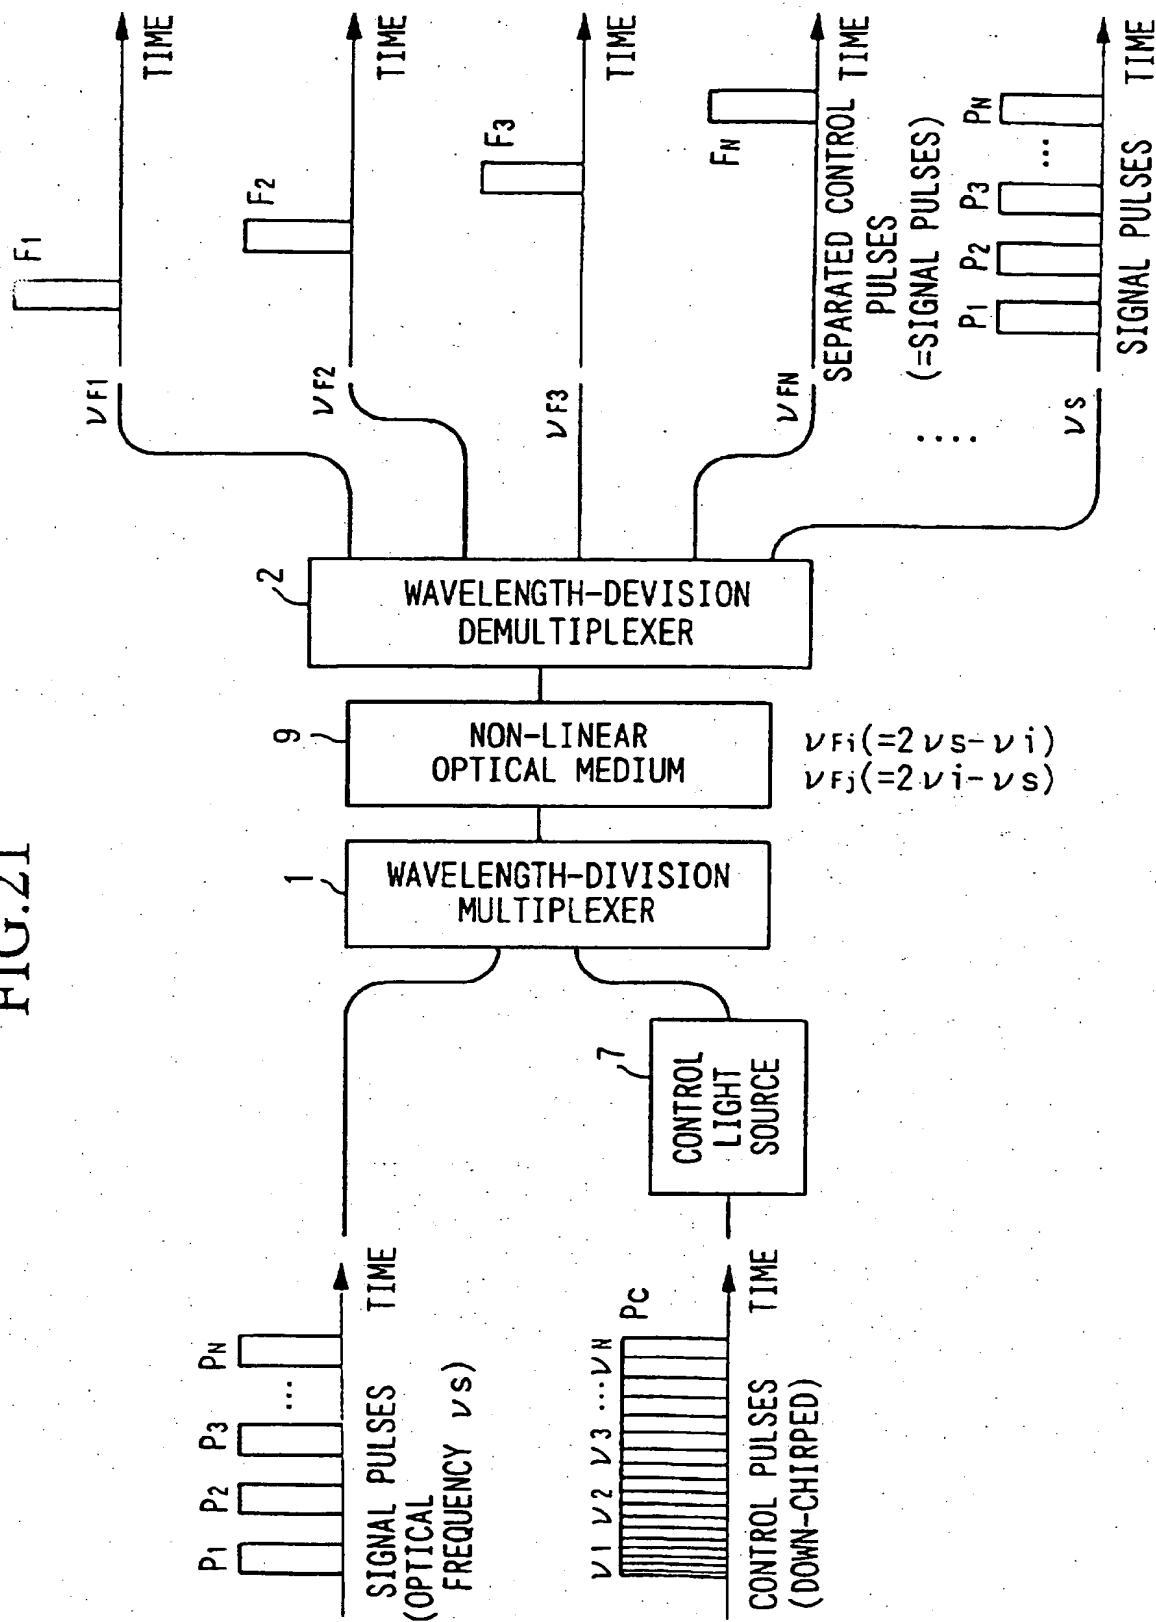 FIG.21
P1 P2 P3 ... PN
TIME
SIGNAL PULSES
(OPTICAL
FREQUENCY νs)
ν1 ν2 ν3 ...νN
PC
TIME
CONTROL PULSES
(DOWN-CHIRPED)
7
CONTROL
LIGHT
SOURCE
1
WAVELENGTH-DIVISION
MULTIPLEXER
9
NON-LINEAR
OPTICAL MEDIUM
νFi(=2νs-νi)
νFj(=2νi-νs)
2
WAVELENGTH-DEVISION
DEMULTIPLEXER
νF1
F1
TIME
νF2
F2
TIME
νF3
F3
TIME
νFN
FN
TIME
SEPARATED CONTROL
PULSES
(=SIGNAL PULSES)
....
νS
P1 P2 P3 ... PN
TIME
SIGNAL PULSES